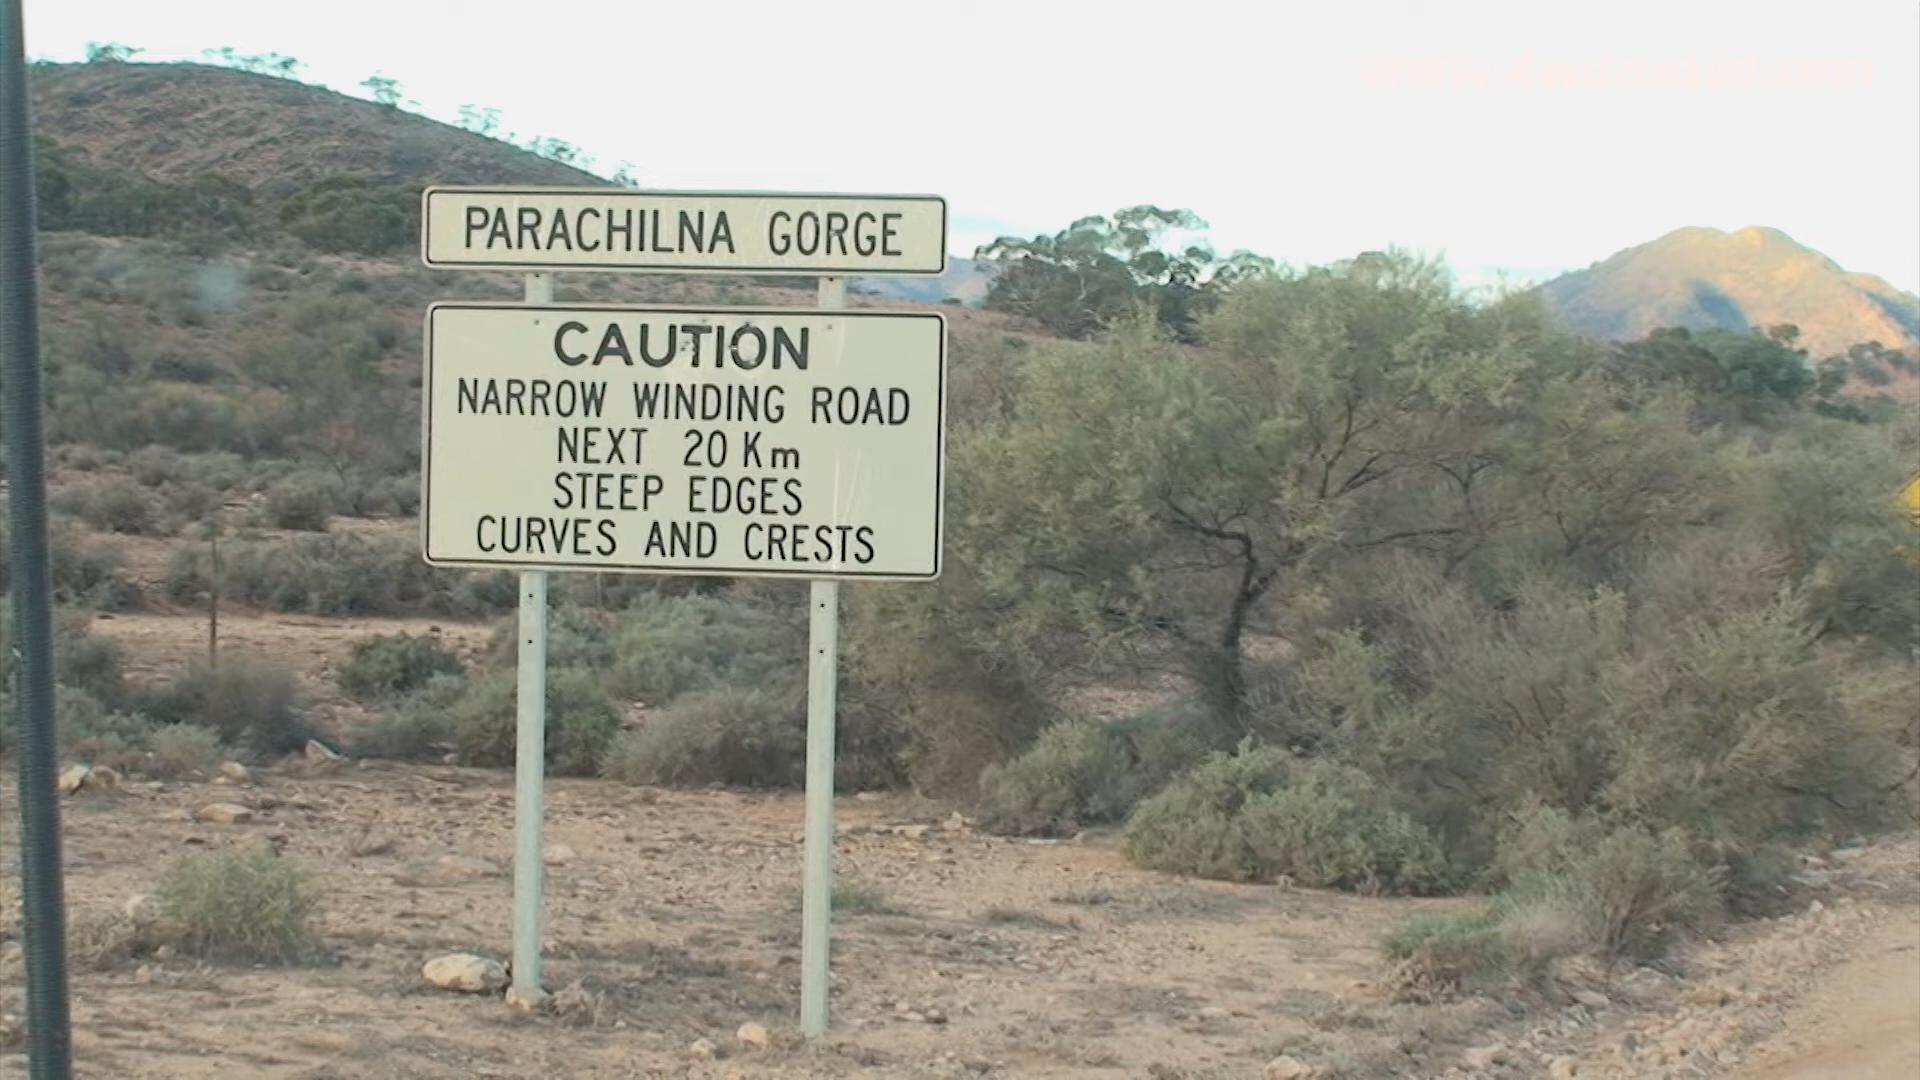 PARACHILNA GORGE
CAUTION
NARROW WINDING ROAD
NEXT 20 Km
STEEP EDGES
CURVES AND CRESTS